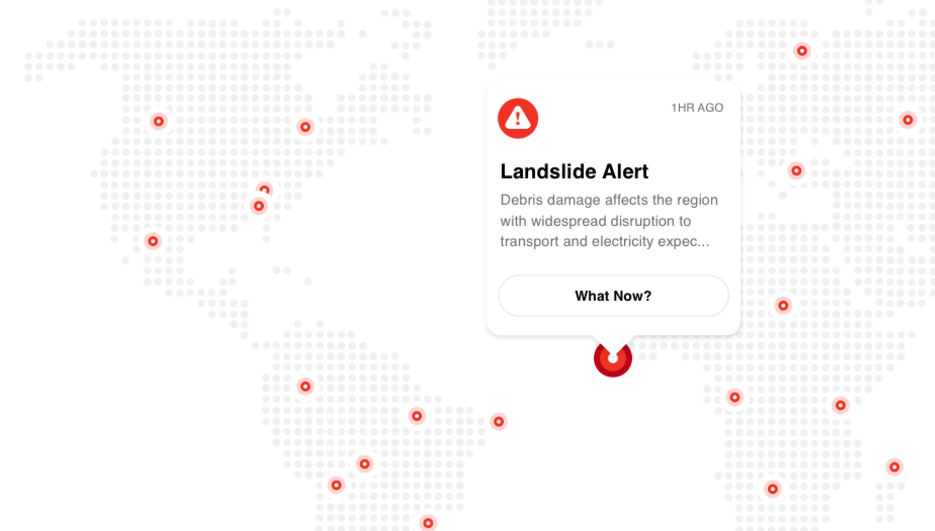 1HR AGO
Landslide Alert
Debris damage affects the region
with widespread disruption to
transport and electricity expec...
What Now?